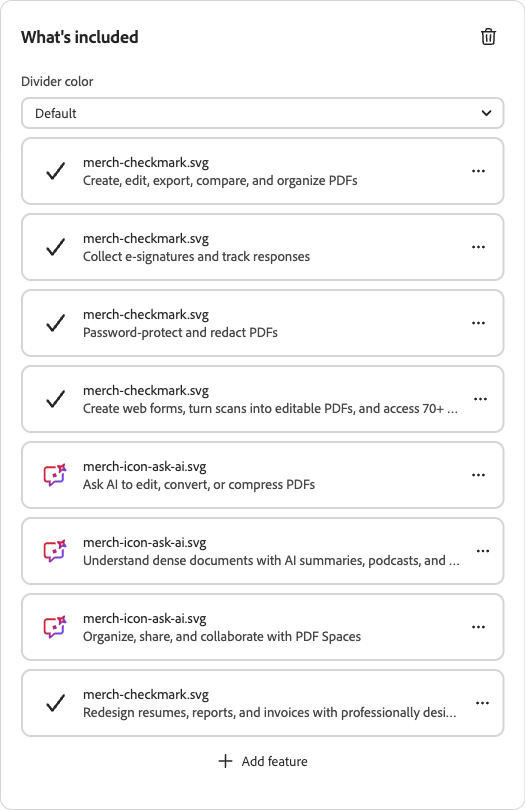 What's included
Divider color
Default
merch-checkmark.svg
Create, edit, export, compare, and organize PDFs
merch-checkmark.svg
Collect e-signatures and track responses
merch-checkmark.svg
Password-protect and redact PDFs
merch-checkmark.svg
Create web forms, turn scans into editable PDFs, and access 70+ ...
merch-icon-ask-ai.svg
Ask AI to edit, convert, or compress PDFs
merch-icon-ask-ai.svg
Understand dense documents with AI summaries, podcasts, and ...
merch-icon-ask-ai.svg
Organize, share, and collaborate with PDF Spaces
merch-checkmark.svg
Redesign resumes, reports, and invoices with professionally desi...
Add feature